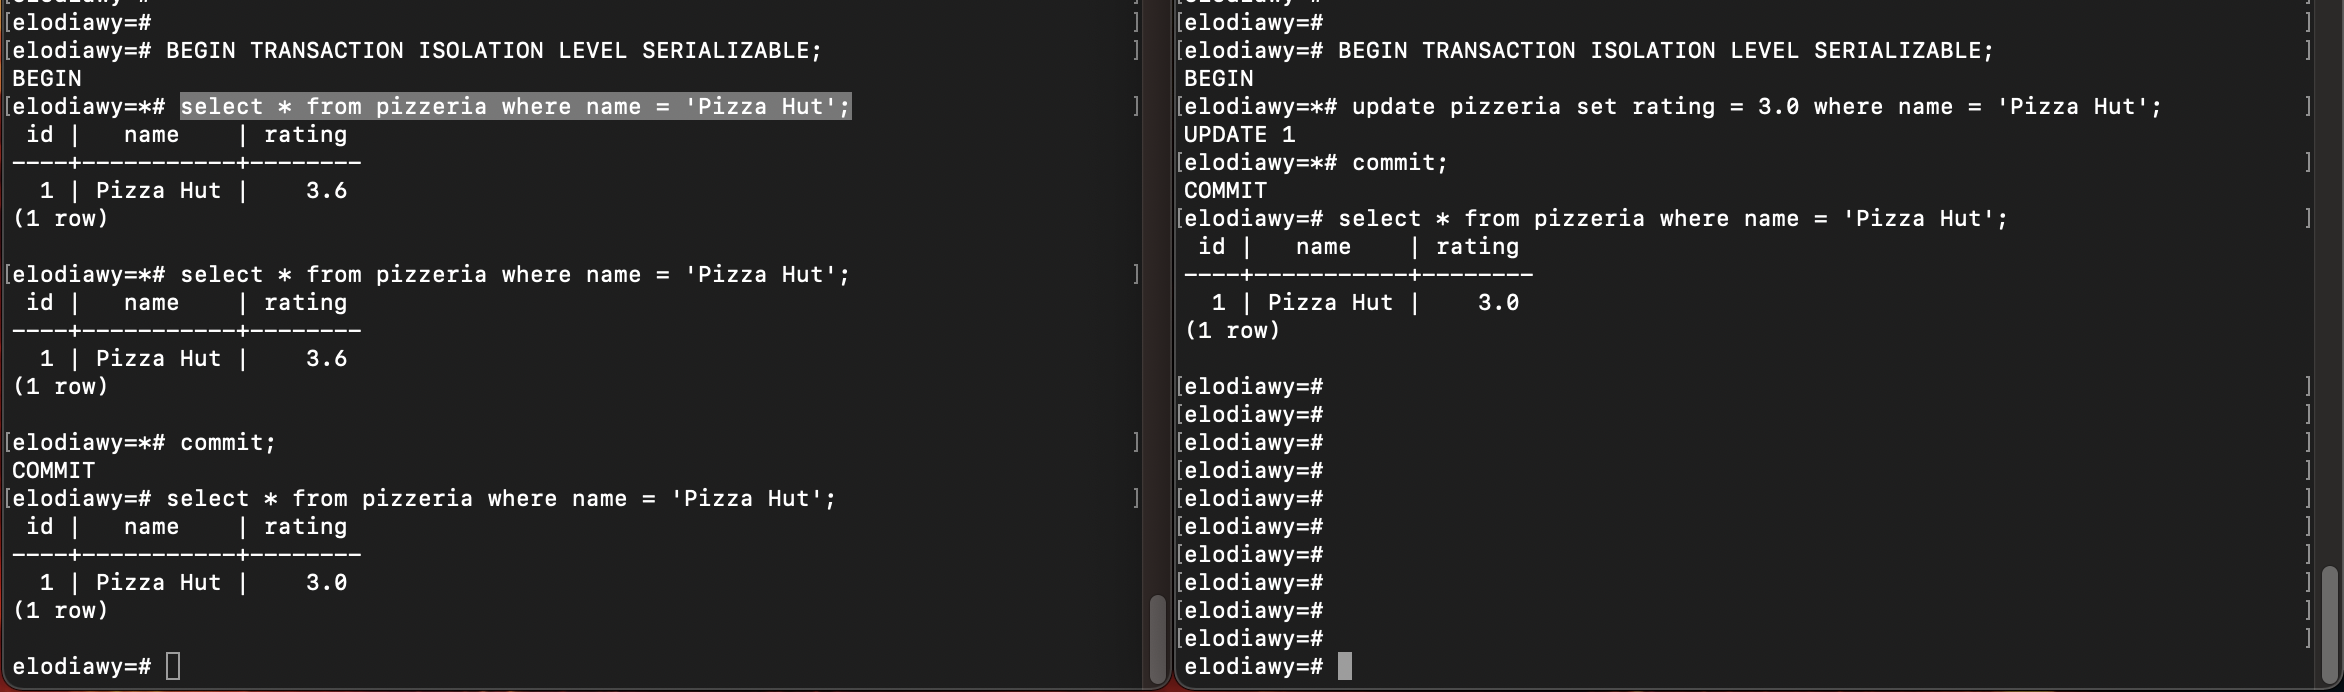 [elodiawy=# ]
[elodiawy=# BEGIN TRANSACTION ISOLATION LEVEL SERIALIZABLE; ]
BEGIN
[elodiawy=*# select * from pizzeria where name = 'Pizza Hut'; ]
 id |   name    | rating
----+-----------+--------
  1 | Pizza Hut |    3.6
(1 row)
[elodiawy=*# select * from pizzeria where name = 'Pizza Hut'; ]
 id |   name    | rating
----+-----------+--------
  1 | Pizza Hut |    3.6
(1 row)
[elodiawy=*# commit; ]
COMMIT
[elodiawy=# select * from pizzeria where name = 'Pizza Hut'; ]
 id |   name    | rating
----+-----------+--------
  1 | Pizza Hut |    3.0
(1 row)
elodiawy=#
[elodiawy=# ]
[elodiawy=# BEGIN TRANSACTION ISOLATION LEVEL SERIALIZABLE; ]
BEGIN
[elodiawy=*# update pizzeria set rating = 3.0 where name = 'Pizza Hut'; ]
UPDATE 1
[elodiawy=*# commit; ]
COMMIT
[elodiawy=# select * from pizzeria where name = 'Pizza Hut'; ]
 id |   name    | rating
----+-----------+--------
  1 | Pizza Hut |    3.0
(1 row)
[elodiawy=# ]
[elodiawy=# ]
[elodiawy=# ]
[elodiawy=# ]
[elodiawy=# ]
[elodiawy=# ]
[elodiawy=# ]
[elodiawy=# ]
[elodiawy=# ]
[elodiawy=# ]
elodiawy=#